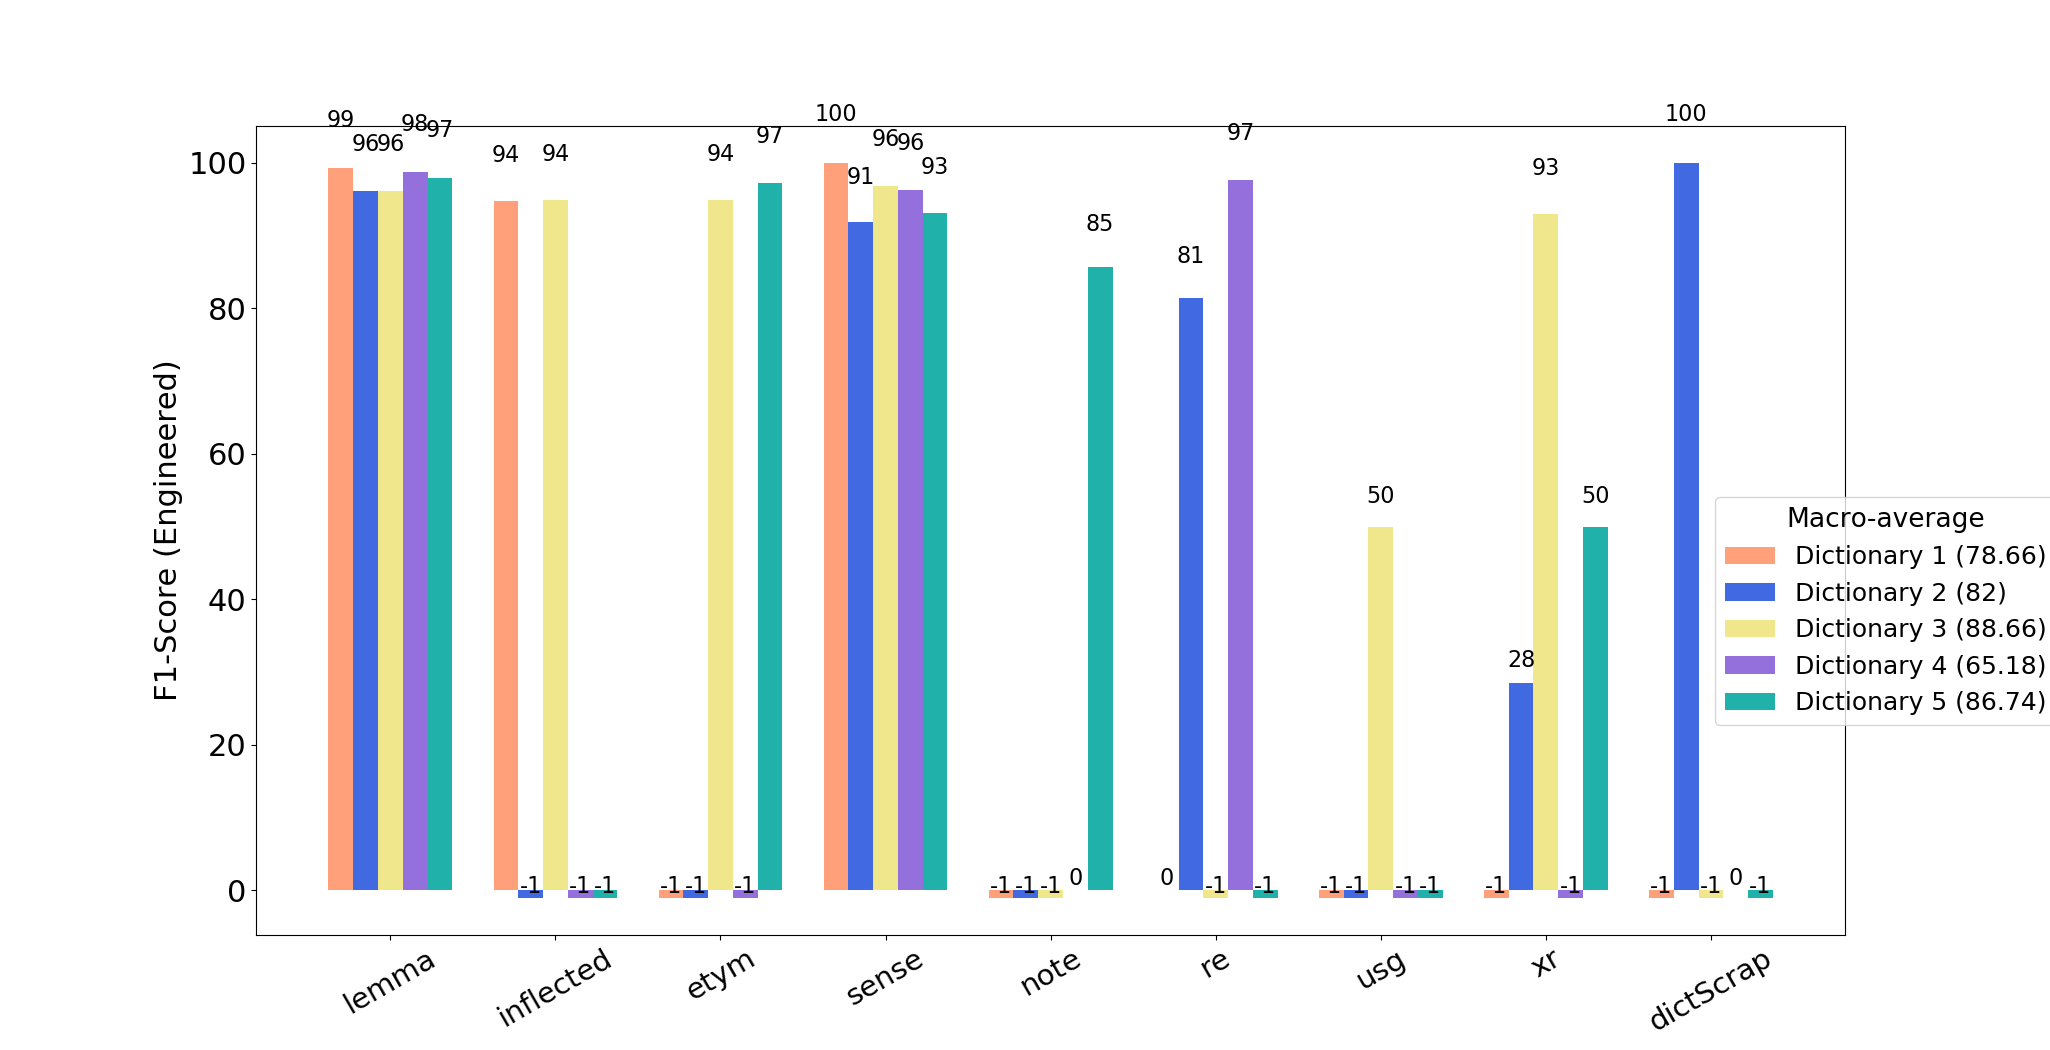 100 100
99 98 97 97 97
96 96 94 94 94 96 96 93 93
91
100
85
81
80
F1-Score (Engineered)
60
50 50
Macro-average
Dictionary 1 (78.66)
Dictionary 2 (82)
40
Dictionary 3 (88.66)
28
Dictionary 4 (65.18)
Dictionary 5 (86.74)
20
0 -1 -1 -1 -1 -1 -1 -1 -1 -1 0 0 -1 -1 -1 -1 -1 -1 -1 -1 -1 -1 0 -1
lemma inflected etym sense note re usg xr dictScrap